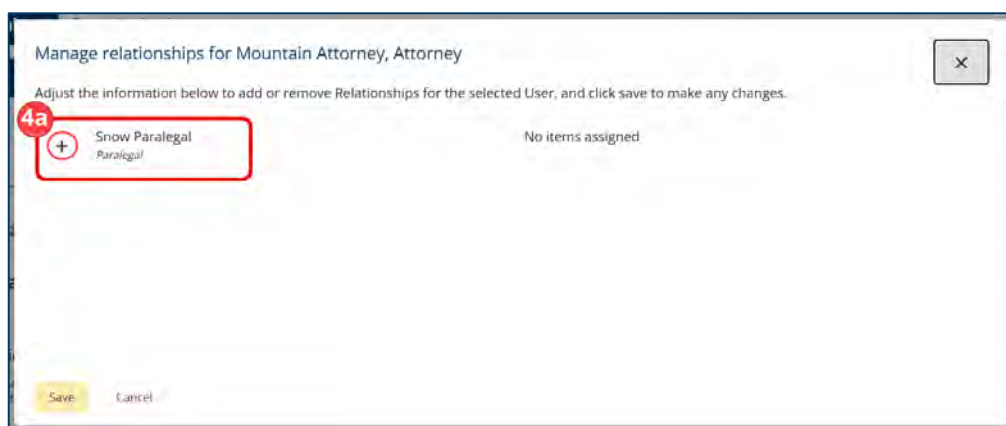 Manage relationships for Mountain Attorney, Attorney
×
Adjust the information below to add or remove Relationships for the selected User, and click save to make any changes.
4a
+
Snow Paralegal
Paralegal
No items assigned
Save
Cancel